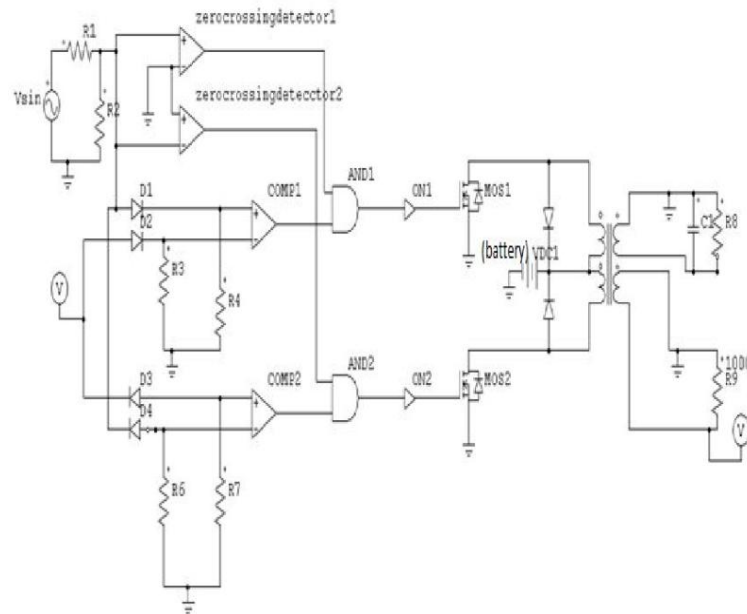 zerocrossingdetector1
R1
Vsin
R2
zerocrossingdetecctor2
D1
COMP1
AND1
ON1
MOS1
D2
(battery)
VDC1
C1
R8
R3
R4
V
AND2
ON2
MOS2
D3
COMP2
D4
R9
V
R6
R7